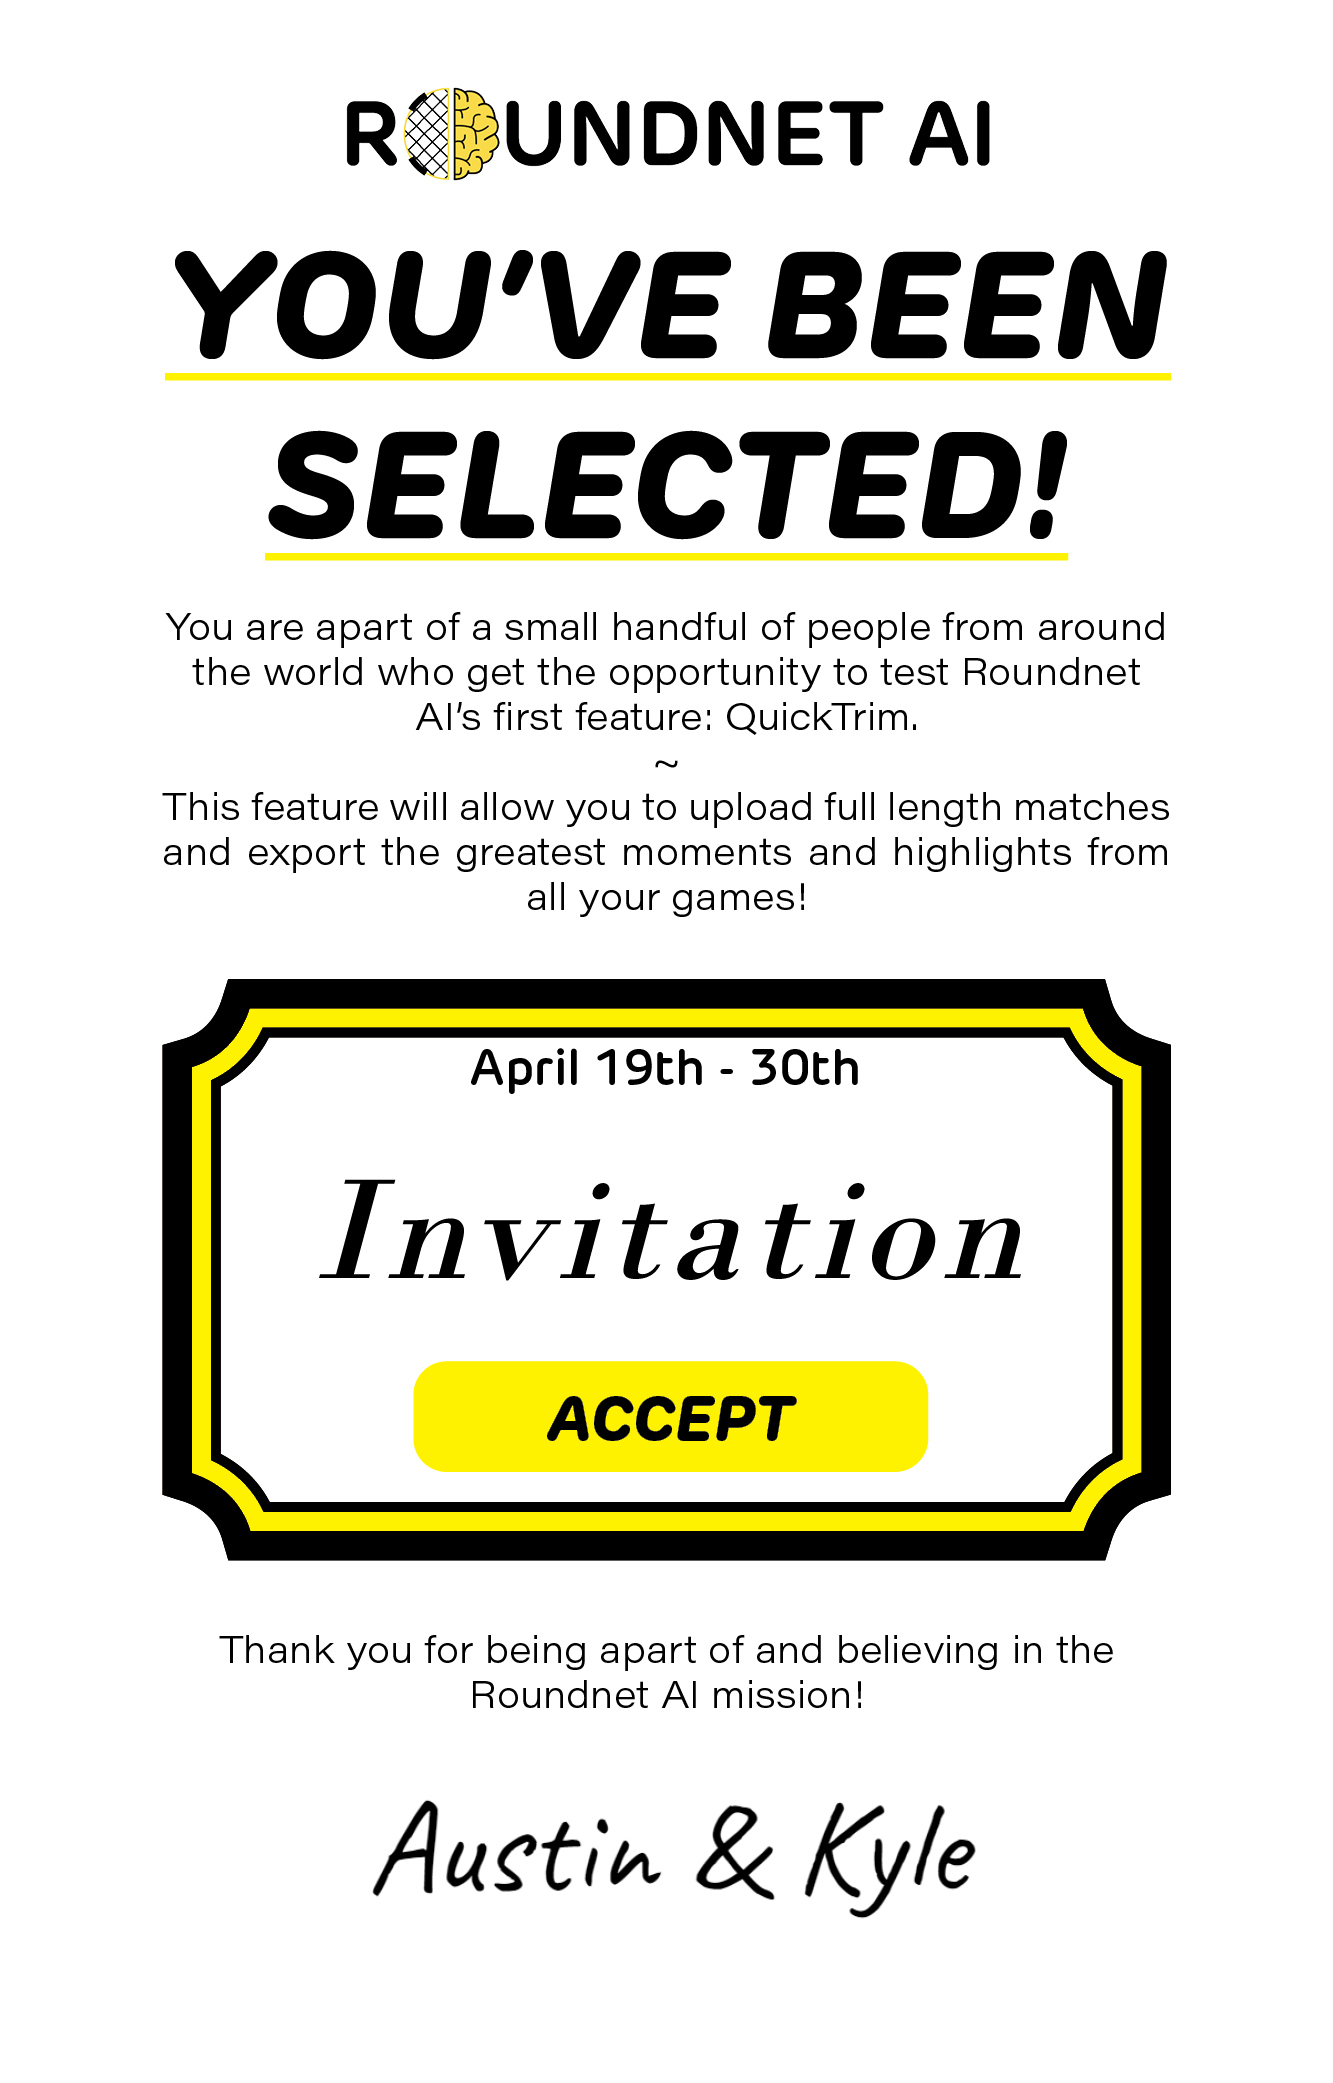 ROUNDNET AI
YOU'VE BEEN
SELECTED!
You are apart of a small handful of people from around
the world who get the opportunity to test Roundnet
AI's first feature: QuickTrim.
~
This feature will allow you to upload full length matches
and export the greatest moments and highlights from
all your games!
April 19th - 30th
Invitation
ACCEPT
Thank you for being apart of and believing in the
Roundnet AI mission!
Austin & Kyle